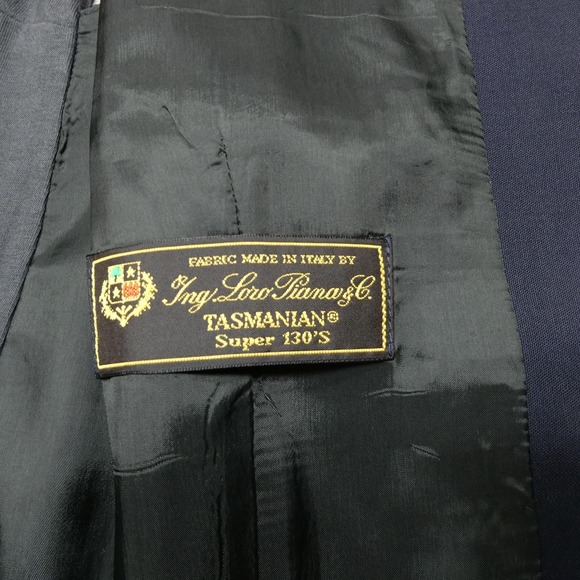 FABRIC MADE IN ITALY BY
Ing. Loro Piana & C.
TASMANIAN®
Super 130'S